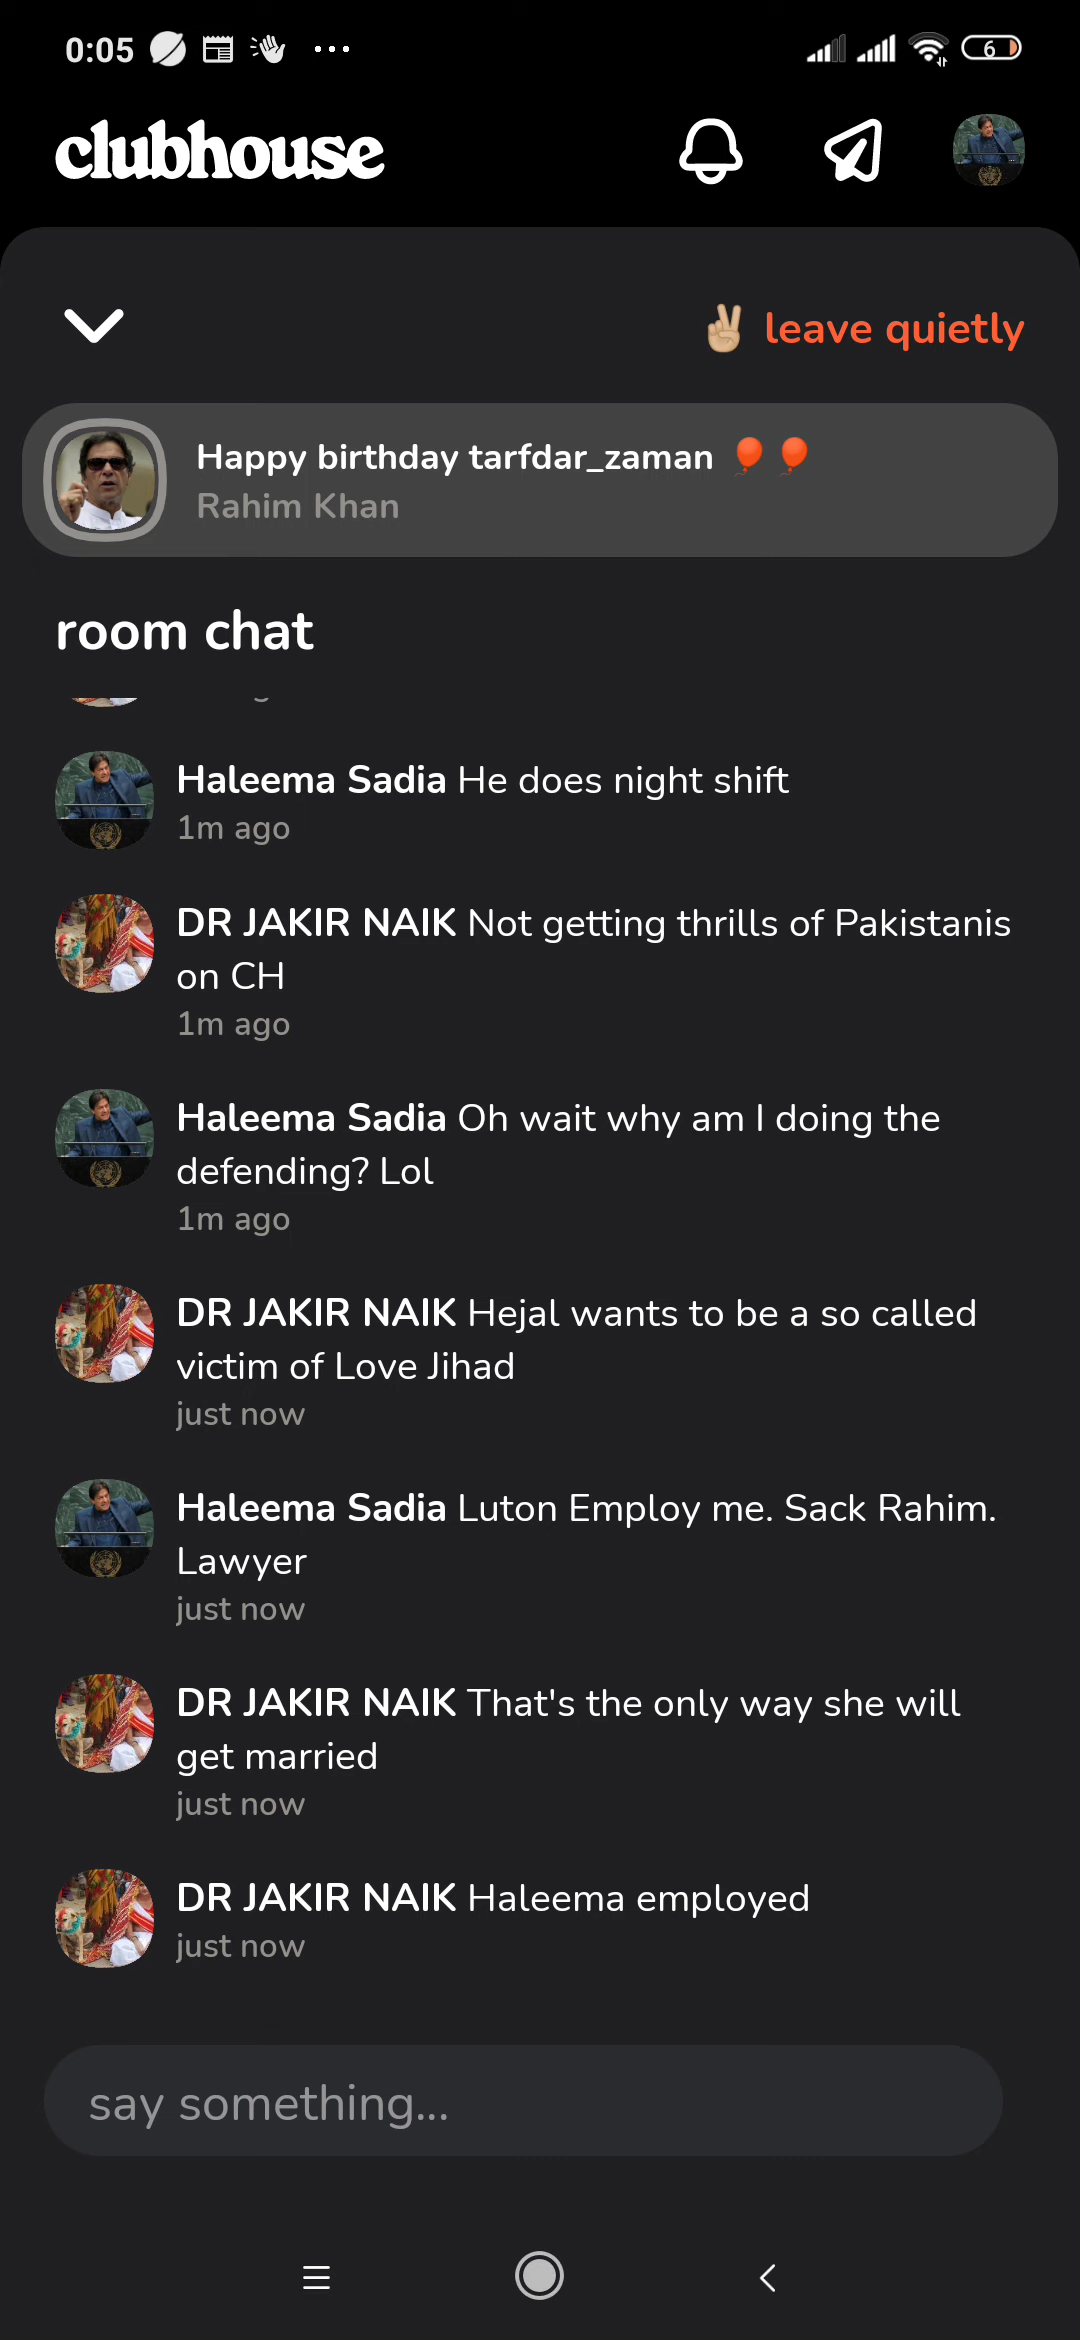 0:05
6
clubhouse
✌🏼 leave quietly
Happy birthday tarfdar_zaman 🎈🎈
Rahim Khan
room chat
Haleema Sadia He does night shift
1m ago
DR JAKIR NAIK Not getting thrills of Pakistanis
on CH
1m ago
Haleema Sadia Oh wait why am I doing the
defending? Lol
1m ago
DR JAKIR NAIK Hejal wants to be a so called
victim of Love Jihad
just now
Haleema Sadia Luton Employ me. Sack Rahim.
Lawyer
just now
DR JAKIR NAIK That's the only way she will
get married
just now
DR JAKIR NAIK Haleema employed
just now
say something...